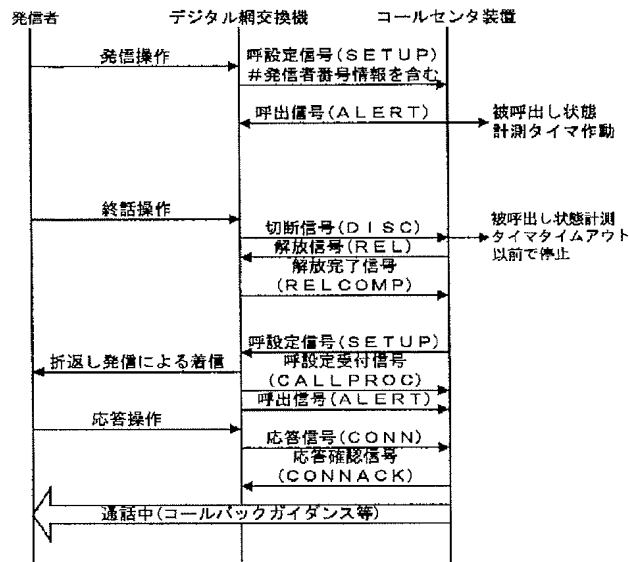 発信者
デジタル網交換機
コールセンタ装置
発信操作
呼設定信号(SETUP)
#発信者番号情報を含む
呼出信号(ALERT)
被呼出し状態
計測タイマ作動
終話操作
切断信号(DISC)
被呼出し状態計測
タイマタイムアウト
以前で停止
解放信号(REL)
解放完了信号
(RELCOMP)
呼設定信号(SETUP)
折返し発信による着信
呼設定受付信号
(CALLPROC)
呼出信号(ALERT)
応答操作
応答信号(CONN)
応答確認信号
(CONNACK)
通話中(コールバックガイダンス等)